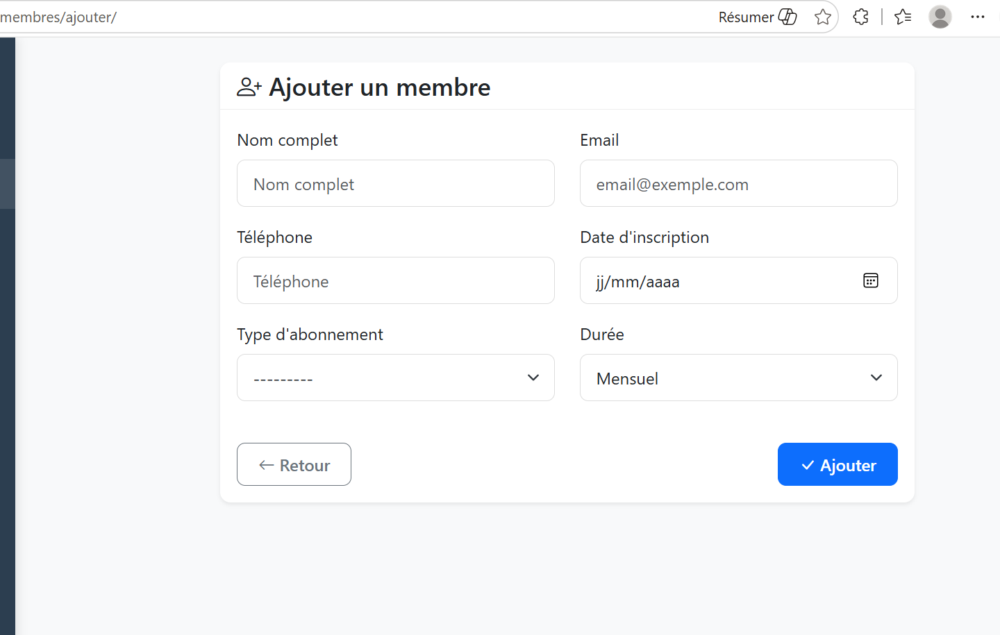 membres/ajouter/
Résumer
Ajouter un membre
Nom complet
Email
Nom complet
email@exemple.com
Téléphone
Date d'inscription
Téléphone
jj/mm/aaaa
Type d'abonnement
Durée
---------
Mensuel
Retour
Ajouter